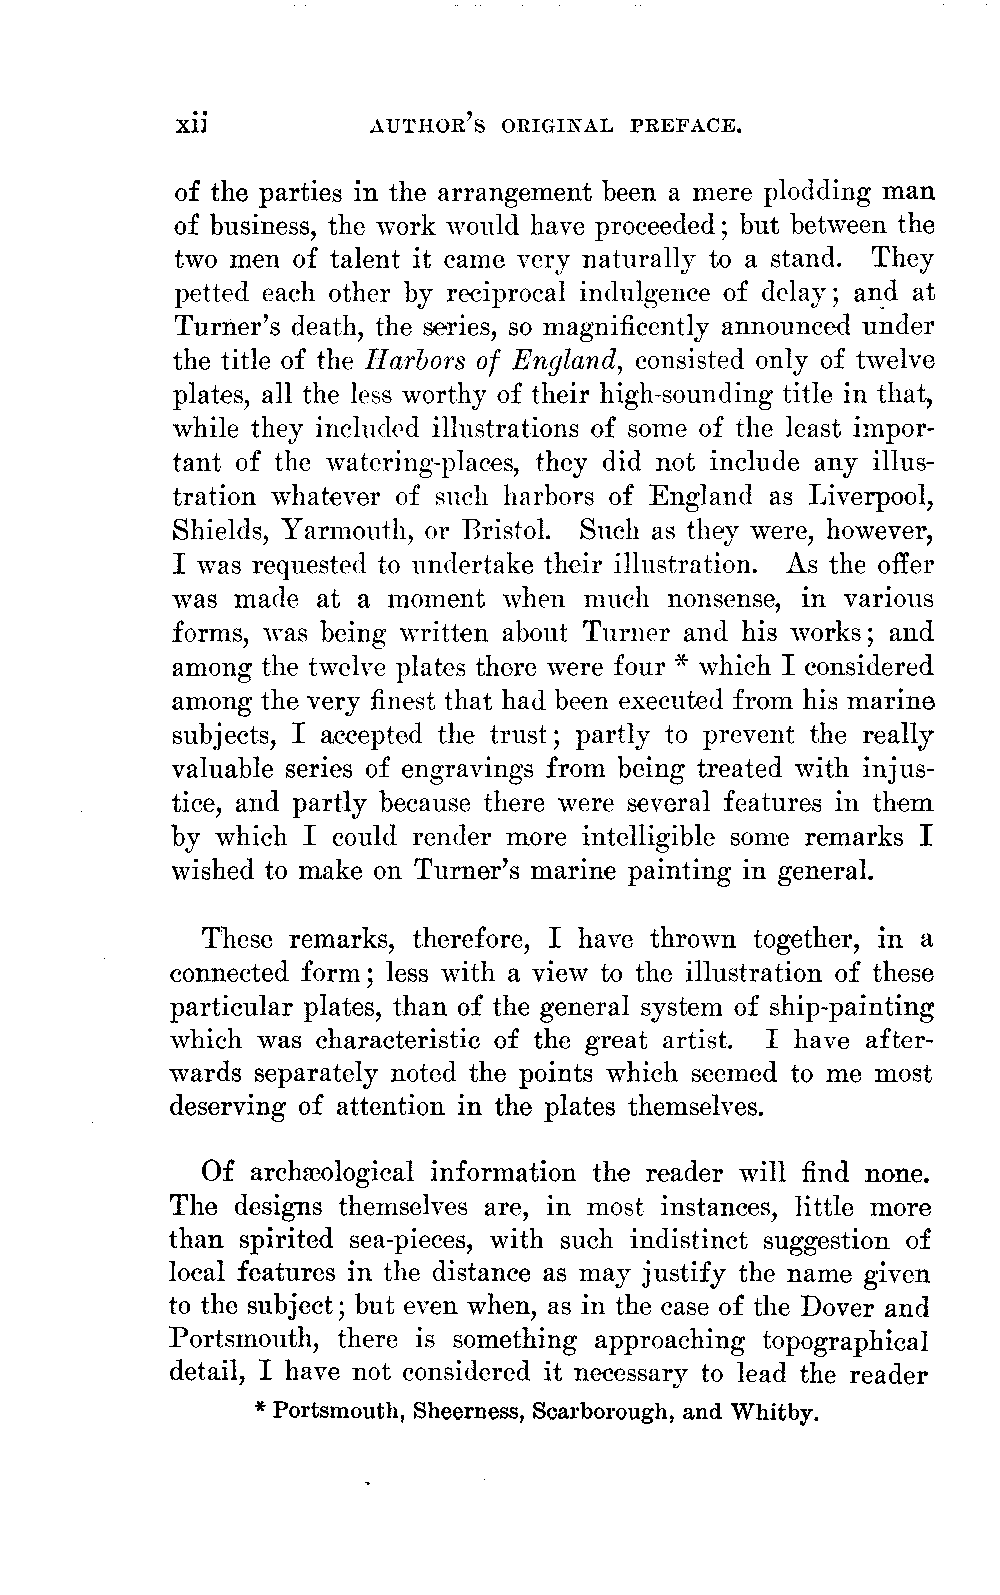 xii AUTHOR'S ORIGINAL PREFACE.
of the parties in the arrangement been a mere plodding man
of business, the work would have proceeded; but between the
two men of talent it came very naturally to a stand. They
petted each other by reciprocal indulgence of delay; and at
Turner's death, the series, so magnificently announced under
the title of the Harbors of England, consisted only of twelve
plates, all the less worthy of their high-sounding title in that,
while they included illustrations of some of the least impor-
tant of the watering-places, they did not include any illus-
tration whatever of such harbors of England as Liverpool,
Shields, Yarmouth, or Bristol. Such as they were, however,
I was requested to undertake their illustration. As the offer
was made at a moment when much nonsense, in various
forms, was being written about Turner and his works; and
among the twelve plates there were four * which I considered
among the very finest that had been executed from his marine
subjects, I accepted the trust; partly to prevent the really
valuable series of engravings from being treated with injus-
tice, and partly because there were several features in them
by which I could render more intelligible some remarks I
wished to make on Turner's marine painting in general.
These remarks, therefore, I have thrown together, in a
connected form; less with a view to the illustration of these
particular plates, than of the general system of ship-painting
which was characteristic of the great artist. I have after-
wards separately noted the points which seemed to me most
deserving of attention in the plates themselves.
Of archæological information the reader will find none.
The designs themselves are, in most instances, little more
than spirited sea-pieces, with such indistinct suggestion of
local features in the distance as may justify the name given
to the subject; but even when, as in the case of the Dover and
Portsmouth, there is something approaching topographical
detail, I have not considered it necessary to lead the reader
* Portsmouth, Sheerness, Scarborough, and Whitby.